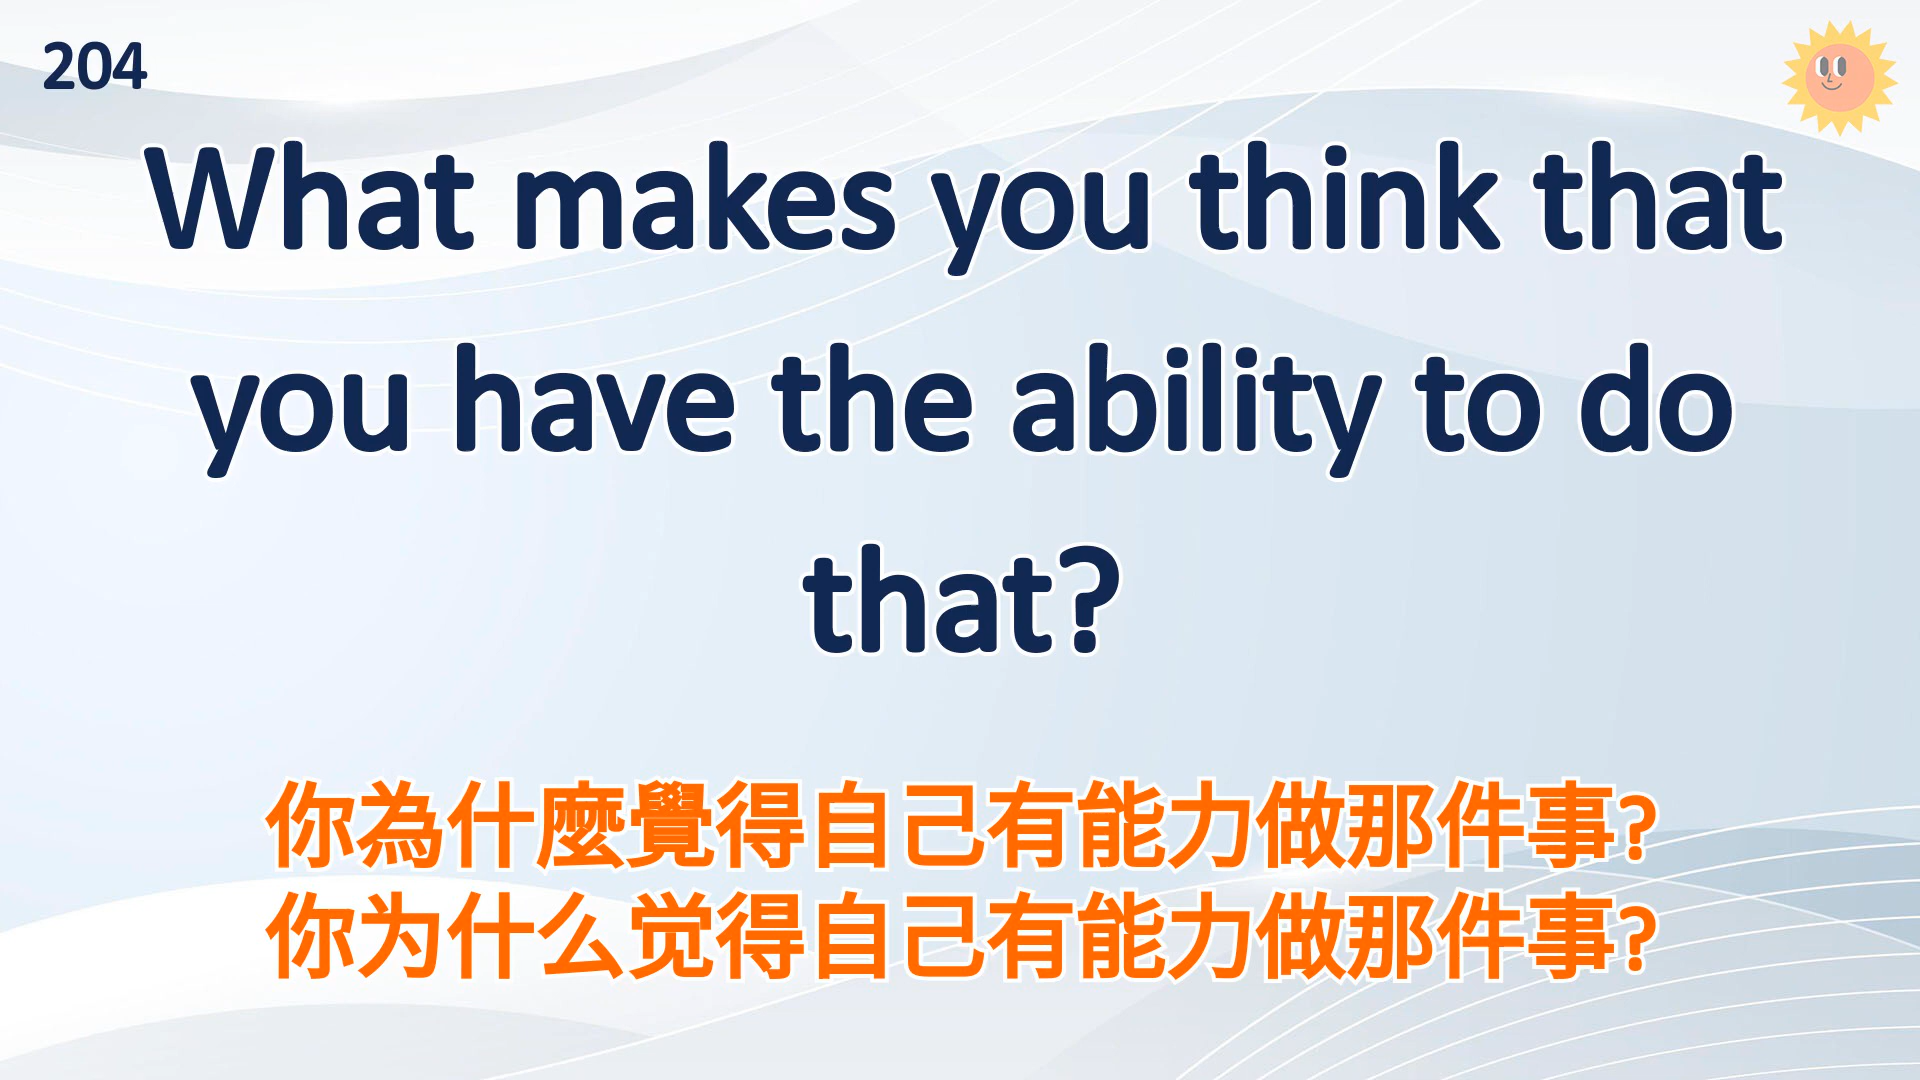 204
What makes you think that
you have the ability to do
that?
你為什麼覺得自己有能力做那件事?
你为什么觉得自己有能力做那件事?